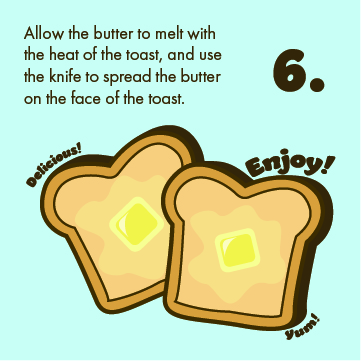 Allow the butter to melt with
the heat of the toast, and use
the knife to spread the butter
on the face of the toast.
6.
Delicious!
Enjoy!
Yum!